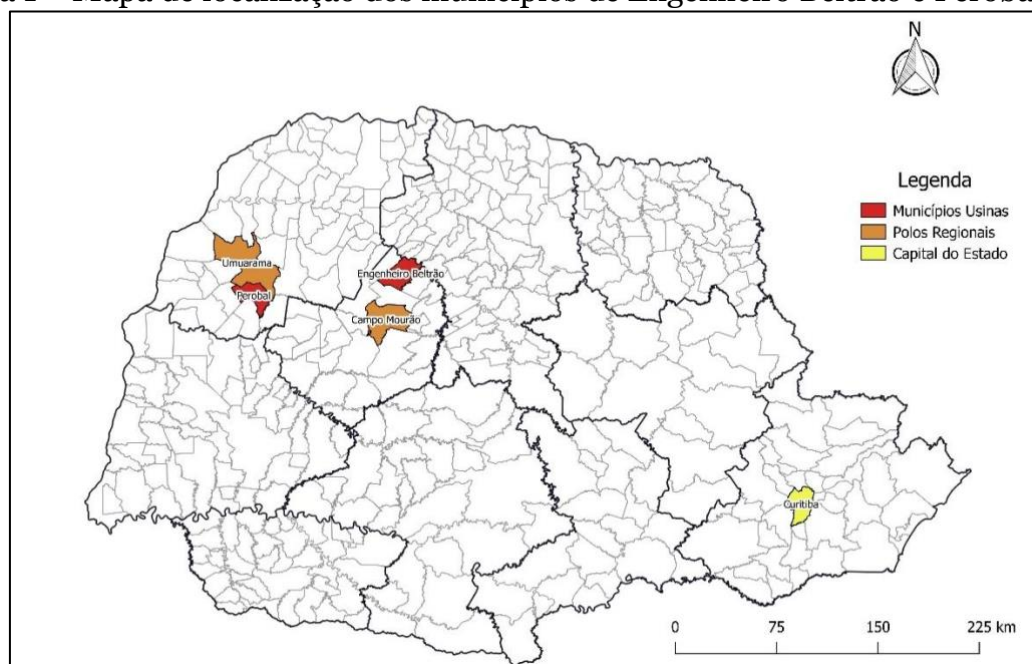 Mapa de localização dos municípios de Engenheiro Beltrão e
N
Legenda
Municípios Usinas
Polos Regionais
Capital do Estado
Umuarama
Perobal
Engenheiro Beltrão
Campo Mourão
Curitiba
0 75 150 225 km